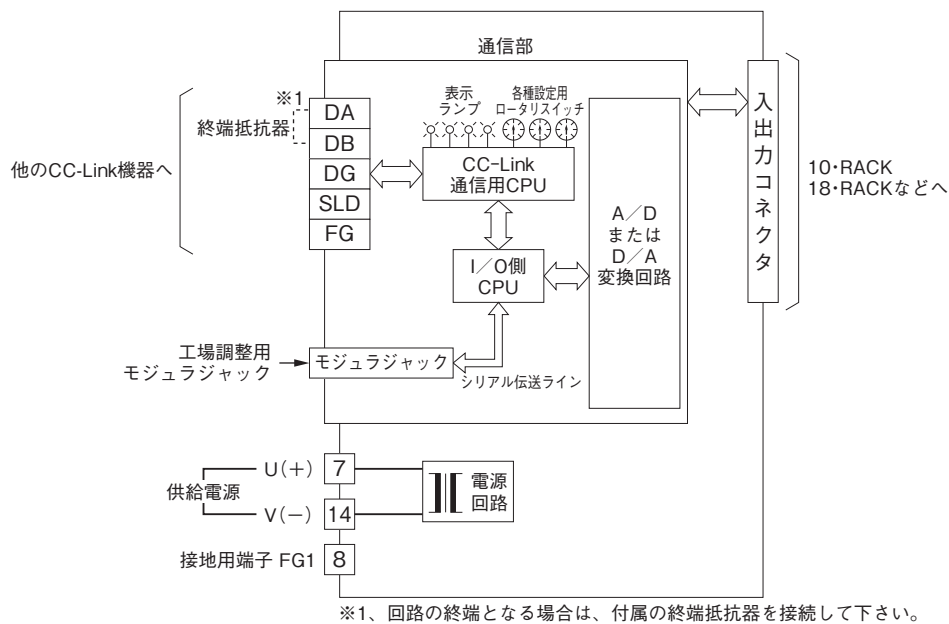 通信部
※1
DA
DB
DG
SLD
FG
終端抵抗器
他のCC-Link機器へ
表示
ランプ
各種設定用
ロータリスイッチ
CC-Link
通信用CPU
I/O側
CPU
A/D
または
D/A
変換回路
入出力コネクタ
10・RACK
18・RACKなどへ
工場調整用
モジュラジャック
モジュラジャック
シリアル伝送ライン
供給電源
U(+)
7
V(-)
14
電源
回路
接地用端子 FG1
8
※1、回路の終端となる場合は、付属の終端抵抗器を接続して下さい。